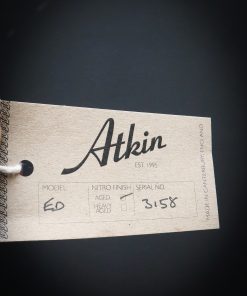 Atkin
EST. 1995
MODEL: NITRO FINISH SERIAL NO.
ED AGED 3158
HEAVY AGED
MADE IN CANTERBURY, ENGLAND